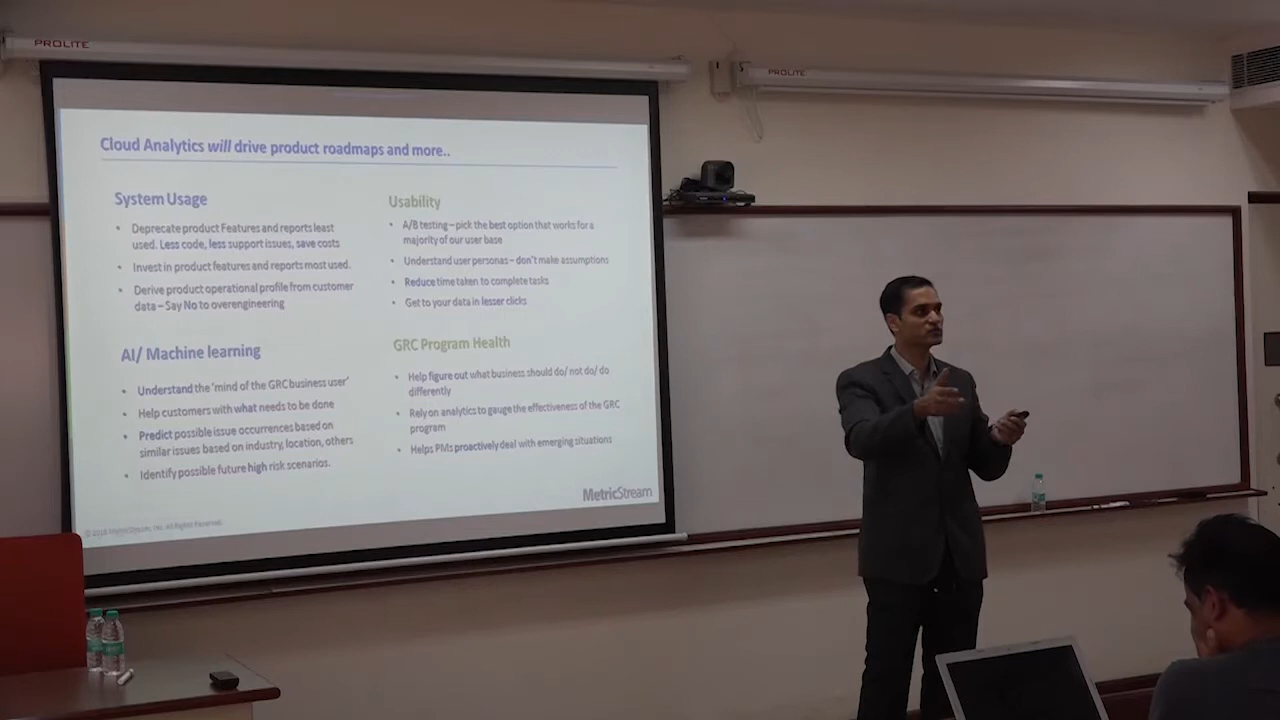 PROLITE
PROLITE
Cloud Analytics will drive product roadmaps and more..
System Usage
• Deprecate product Features and reports least
used. Less code, less support issues, save costs
• Invest in product features and reports most used.
• Derive product operational profile from customer
data – Say No to overengineering
Usability
• A/B testing – pick the best option that works for a
majority of our user base
• Understand user personas – don't make assumptions
• Reduce time taken to complete tasks
• Get to your data in lesser clicks
AI/ Machine learning
• Understand the 'mind of the GRC business user'
• Help customers with what needs to be done
• Predict possible issue occurrences based on
similar issues based on industry, location, others
• Identify possible future high risk scenarios.
GRC Program Health
• Help figure out what business should do/ not do/ do
differently
• Rely on analytics to gauge the effectiveness of the GRC
program
• Helps PMs proactively deal with emerging situations
MetricStream
© MetricStream, Inc. All Rights Reserved.